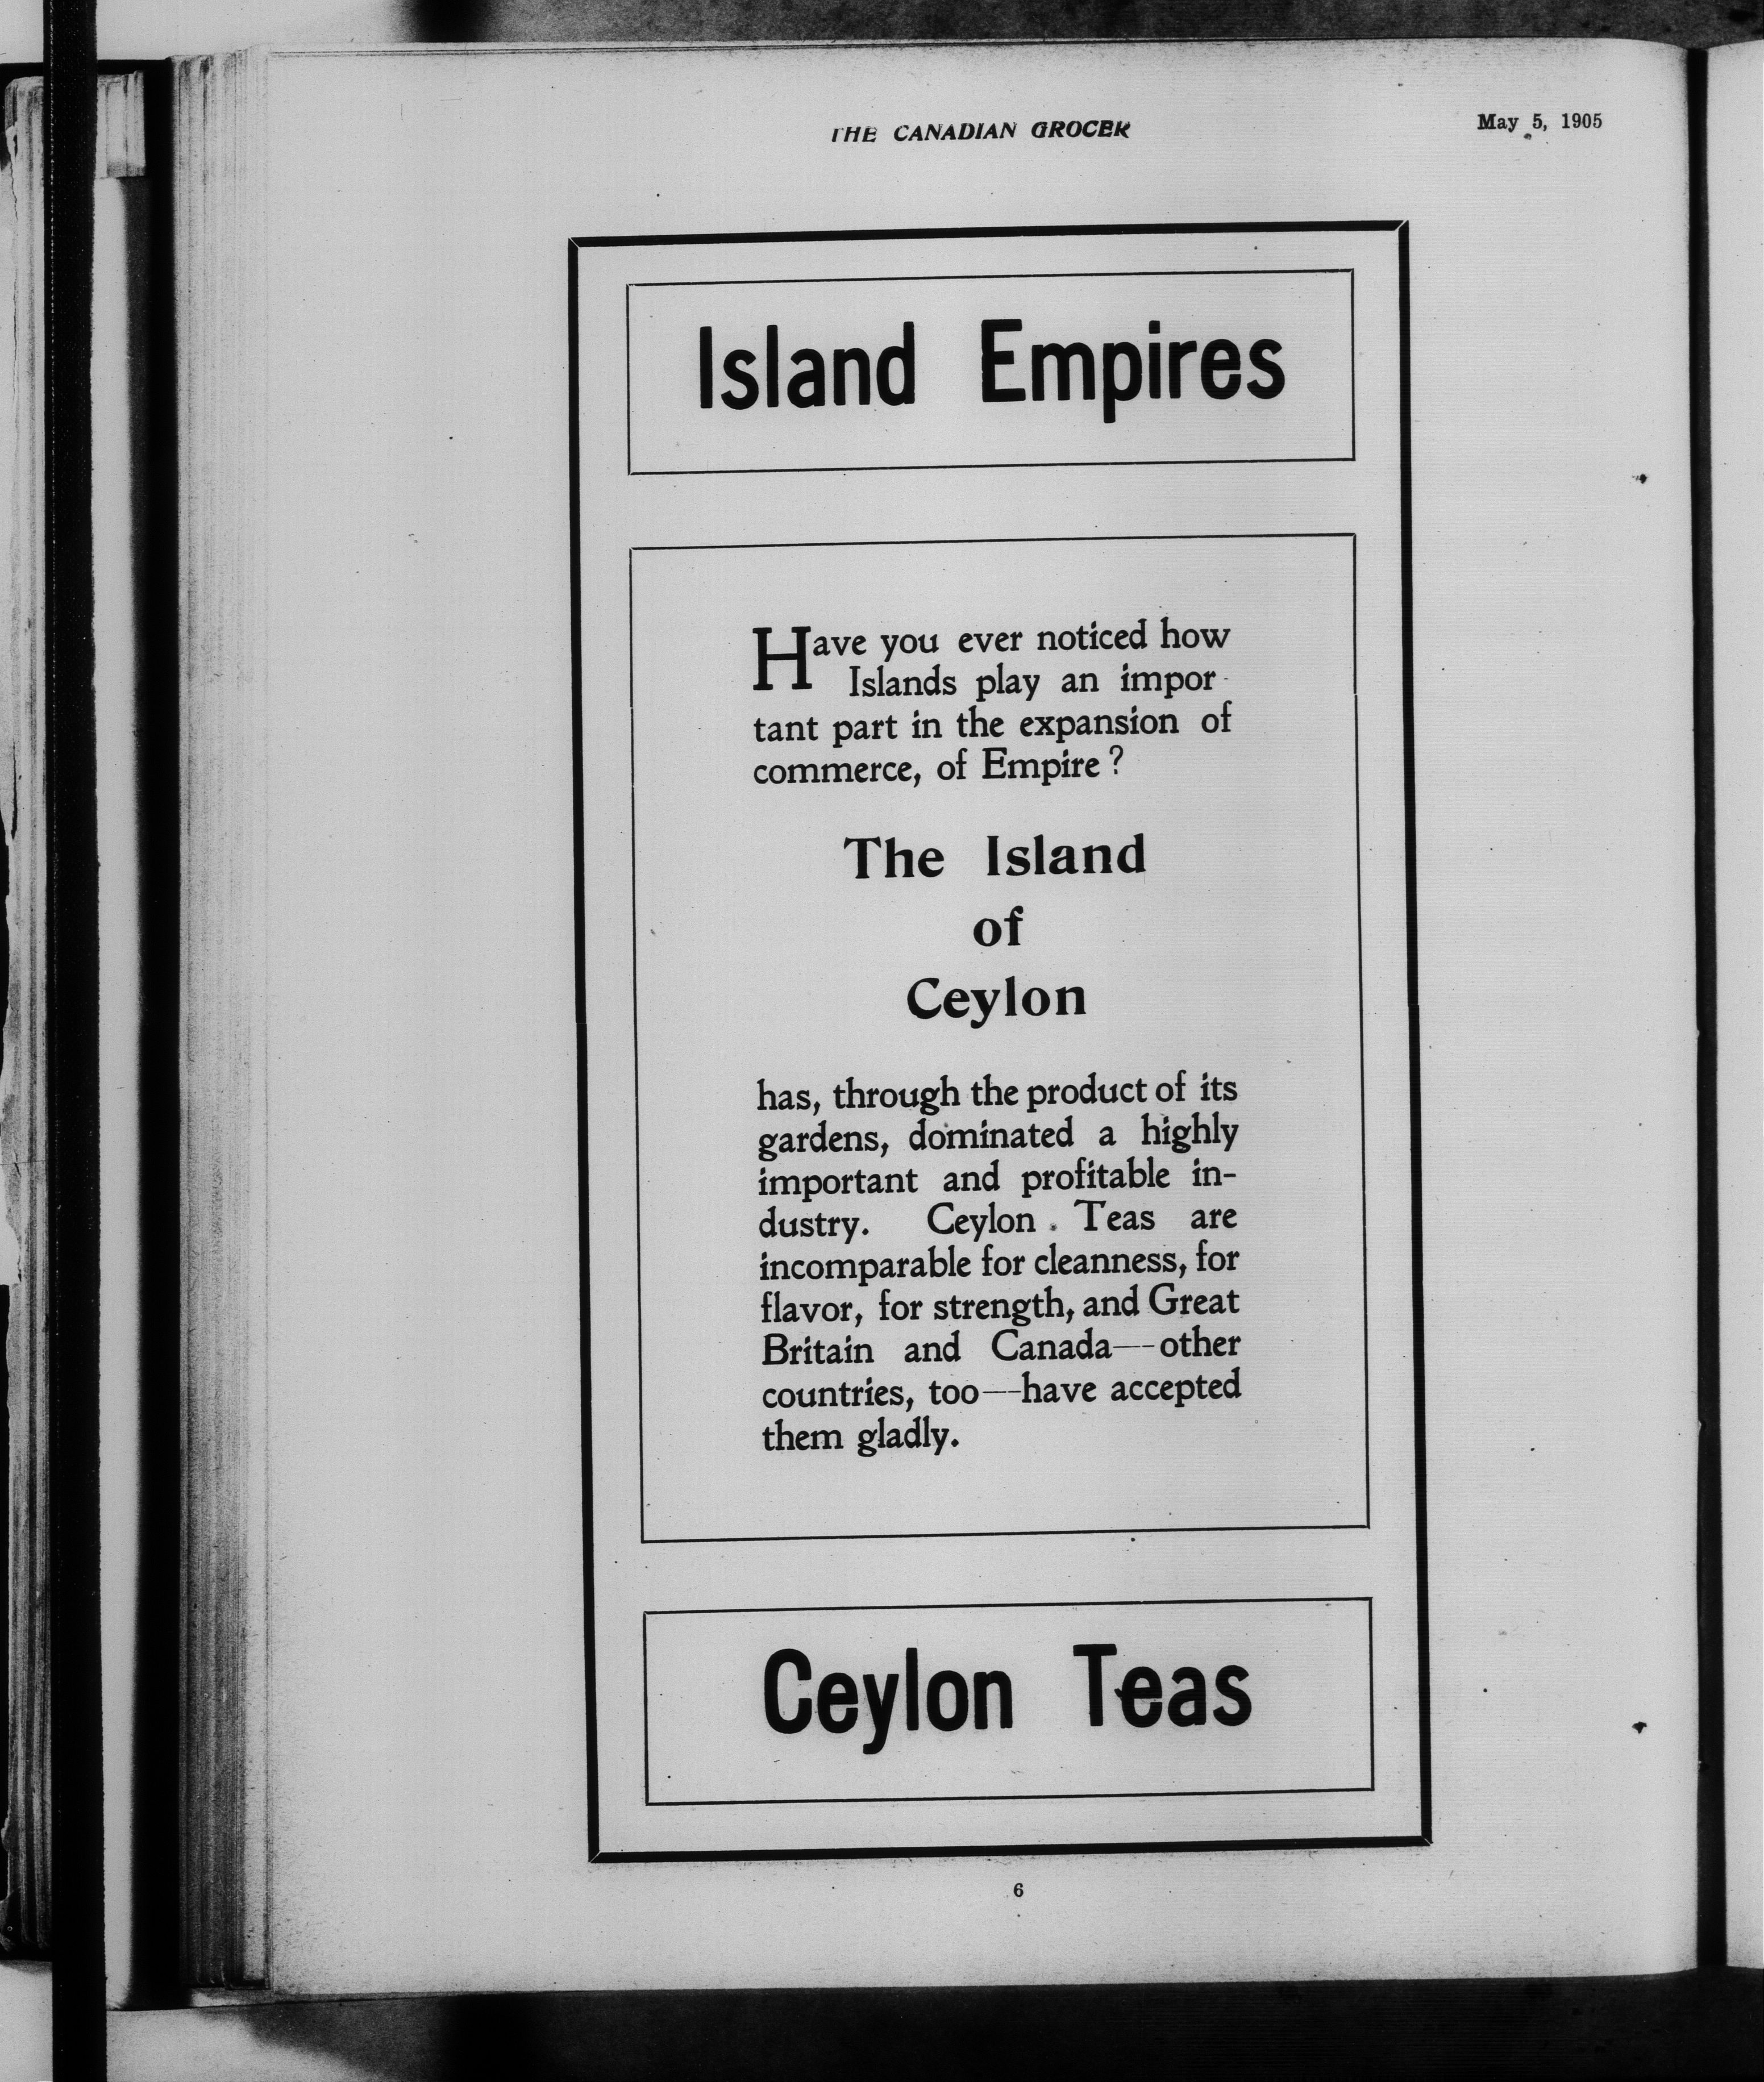 THE CANADIAN GROCER
May 5, 1905
Island Empires
Have you ever noticed how
Islands play an impor-
tant part in the expansion of
commerce, of Empire?
The Island
of
Ceylon
has, through the product of its
gardens, dominated a highly
important and profitable in-
dustry. Ceylon Teas are
incomparable for cleanness, for
flavor, for strength, and Great
Britain and Canada—other
countries, too—have accepted
them gladly.
Ceylon Teas
6